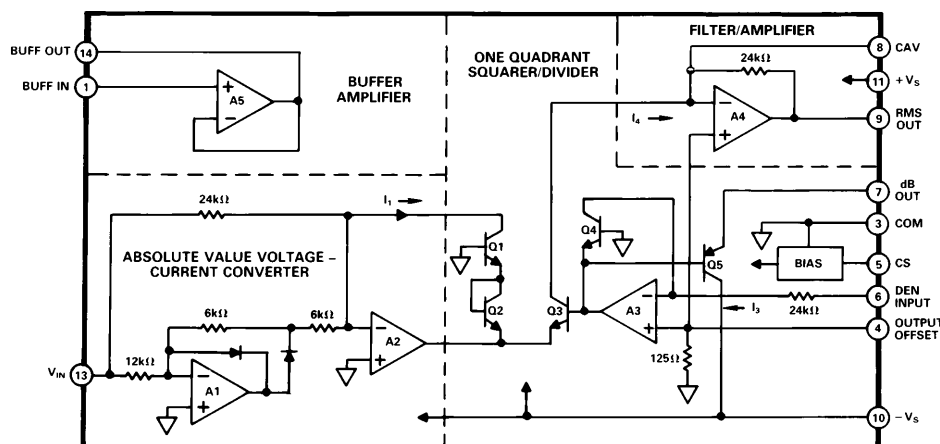 FILTER/AMPLIFIER
BUFF OUT
14
BUFF IN
1
A5
BUFFER
AMPLIFIER
ONE QUADRANT
SQUARER/DIVIDER
24kΩ
A4
I4
8
CAV
11
+VS
9
RMS
OUT
7
dB
OUT
3
COM
BIAS
5
CS
6
DEN
INPUT
24kΩ
4
OUTPUT
OFFSET
10
−VS
24kΩ
I1
ABSOLUTE VALUE VOLTAGE –
CURRENT CONVERTER
6kΩ
6kΩ
12kΩ
VIN
13
A1
A2
Q1
Q2
Q3
Q4
Q5
A3
I3
125Ω